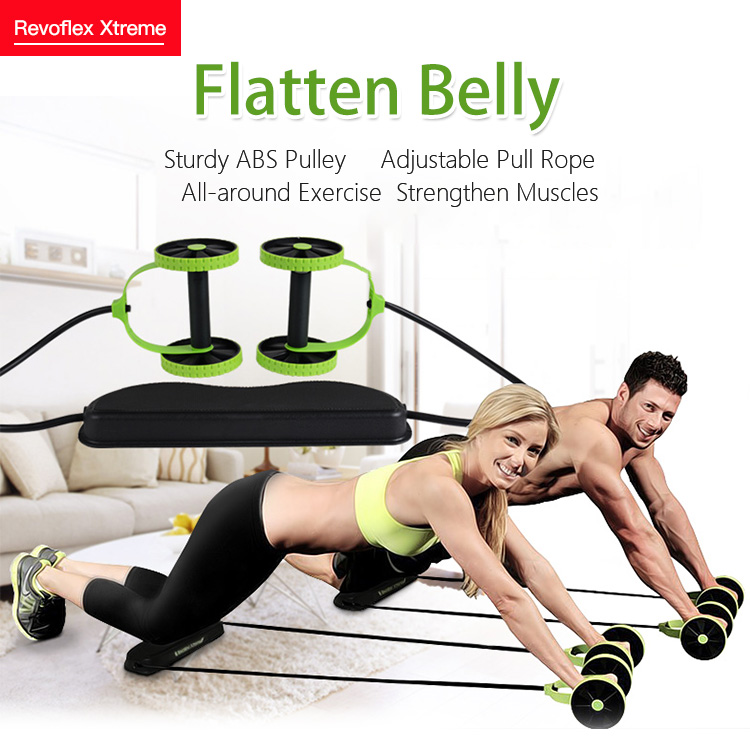 Revoflex Xtreme
Flatten Belly
Sturdy ABS Pulley Adjustable Pull Rope
All-around Exercise Strengthen Muscles